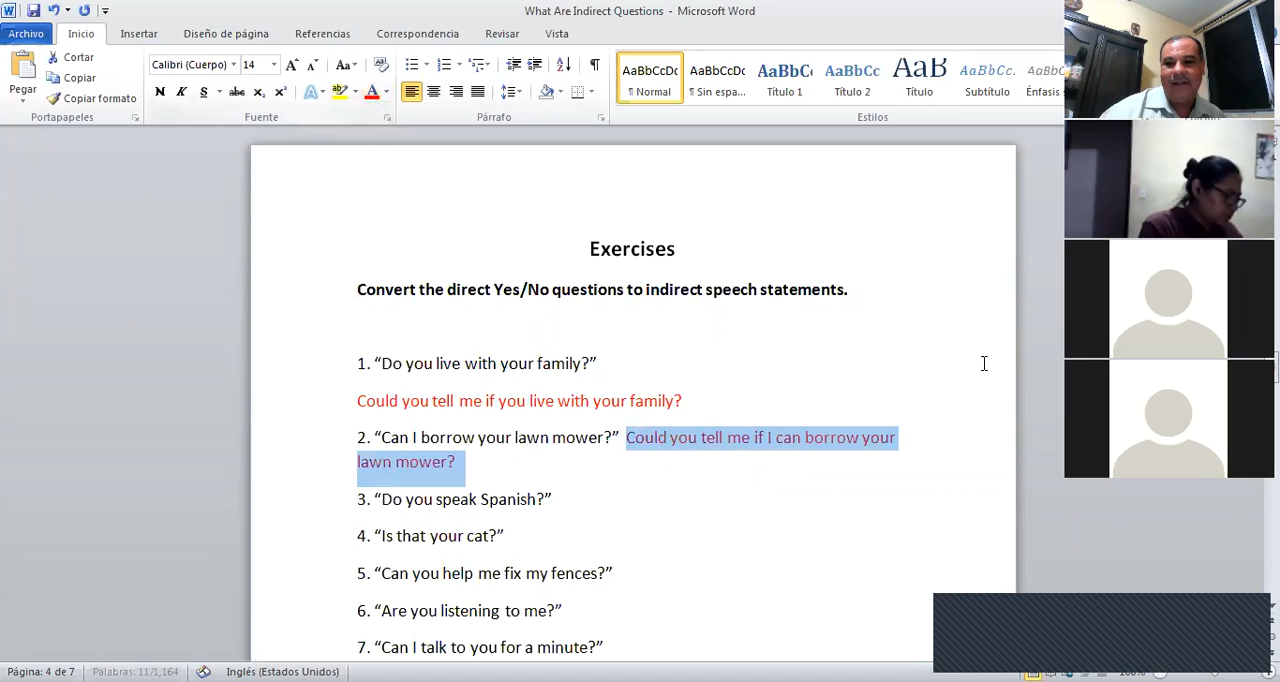 What Are Indirect Questions - Microsoft Word
Archivo Inicio Insertar Diseño de página Referencias Correspondencia Revisar Vista
Cortar
Copiar
Copiar formato
Pegar
Portapapeles
Calibri (Cuerpo) 14
N K S abc x₂ x² A A
Fuente
Párrafo
AaBbCcDc AaBbCcDc AaBbC AaBbCc AaB AaBbCc AaBbCc
¶ Normal ¶ Sin espa... Título 1 Título 2 Título Subtítulo Énfasis
Estilos
Exercises
Convert the direct Yes/No questions to indirect speech statements.
1. “Do you live with your family?”
Could you tell me if you live with your family?
2. “Can I borrow your lawn mower?” Could you tell me if I can borrow your
lawn mower?
3. “Do you speak Spanish?”
4. “Is that your cat?”
5. “Can you help me fix my fences?”
6. “Are you listening to me?”
7. “Can I talk to you for a minute?”
Página: 4 de 7 Palabras: 11/1,164 Inglés (Estados Unidos)